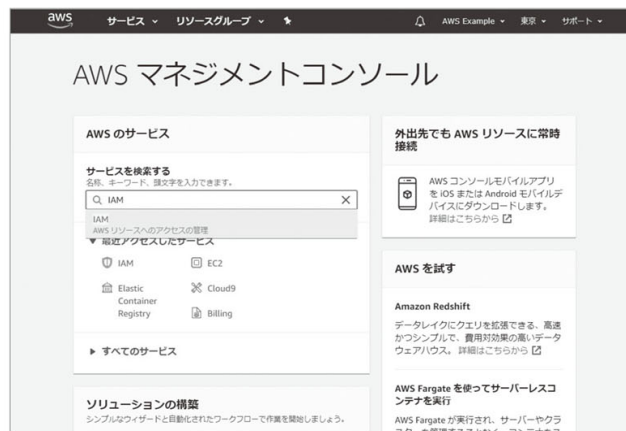 aws
サービス
リソースグループ
AWS Example
東京
サポート
AWS マネジメントコンソール
AWS のサービス
サービスを検索する
名称、キーワード、頭文字を入力できます。
IAM
IAM
AWS リソースへのアクセスの管理
最近アクセスしたサービス
IAM
EC2
Elastic
Container
Registry
Cloud9
Billing
すべてのサービス
ソリューションの構築
シンプルなウィザードと自動化されたワークフローで作業を開始しましょう。
外出先でも AWS リソースに常時
接続
AWS コンソールモバイルアプリ
を iOS または Android モバイルデ
バイスにダウンロードします。
詳細はこちらから
AWS を試す
Amazon Redshift
データレイクにクエリを拡張できる、高速
かつシンプルで、費用対効果の高いデータ
ウェアハウス。詳細はこちらから
AWS Fargate を使ってサーバーレスコ
ンテナを実行
AWS Fargate が実行され、サーバーやクラ